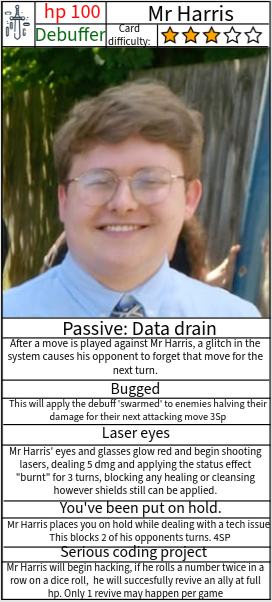 hp 100
Mr Harris
Debuffer
Card
difficulty:
Passive: Data drain
After a move is played against Mr Harris, a glitch in the
system causes his opponent to forget that move for the
next turn.
Bugged
This will apply the debuff 'swarmed' to enemies halving their
damage for their next attacking move 3Sp
Laser eyes
Mr Harris' eyes and glasses glow red and begin shooting
lasers, dealing 5 dmg and applying the status effect
"burnt" for 3 turns, blocking any healing or cleansing
however shields still can be applied.
You've been put on hold.
Mr Harris places you on hold while dealing with a tech issue
This blocks 2 of his opponents turns. 4SP
Serious coding project
Mr Harris will begin hacking, if he rolls a number twice in a
row on a dice roll, he will succesfully revive an ally at full
hp. Only 1 revive may happen per game